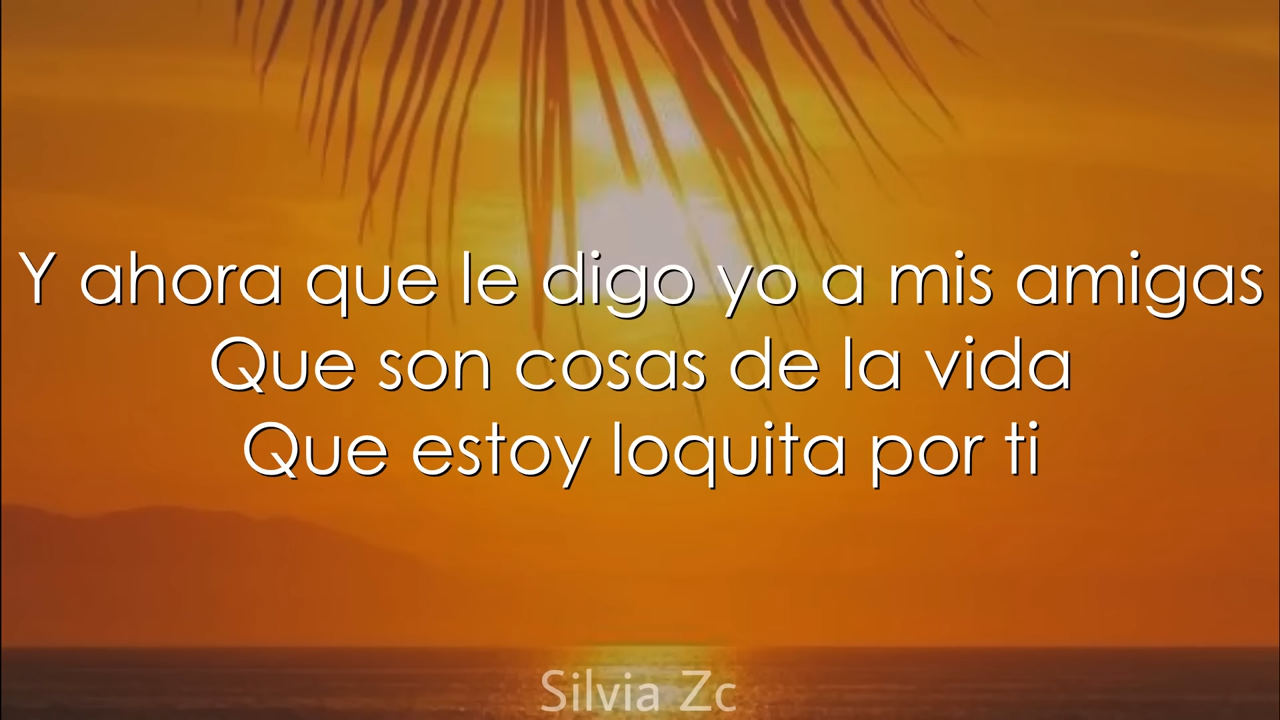 Y ahora que le digo yo a mis amigas
Que son cosas de la vida
Que estoy loquita por ti
Silvia Zc